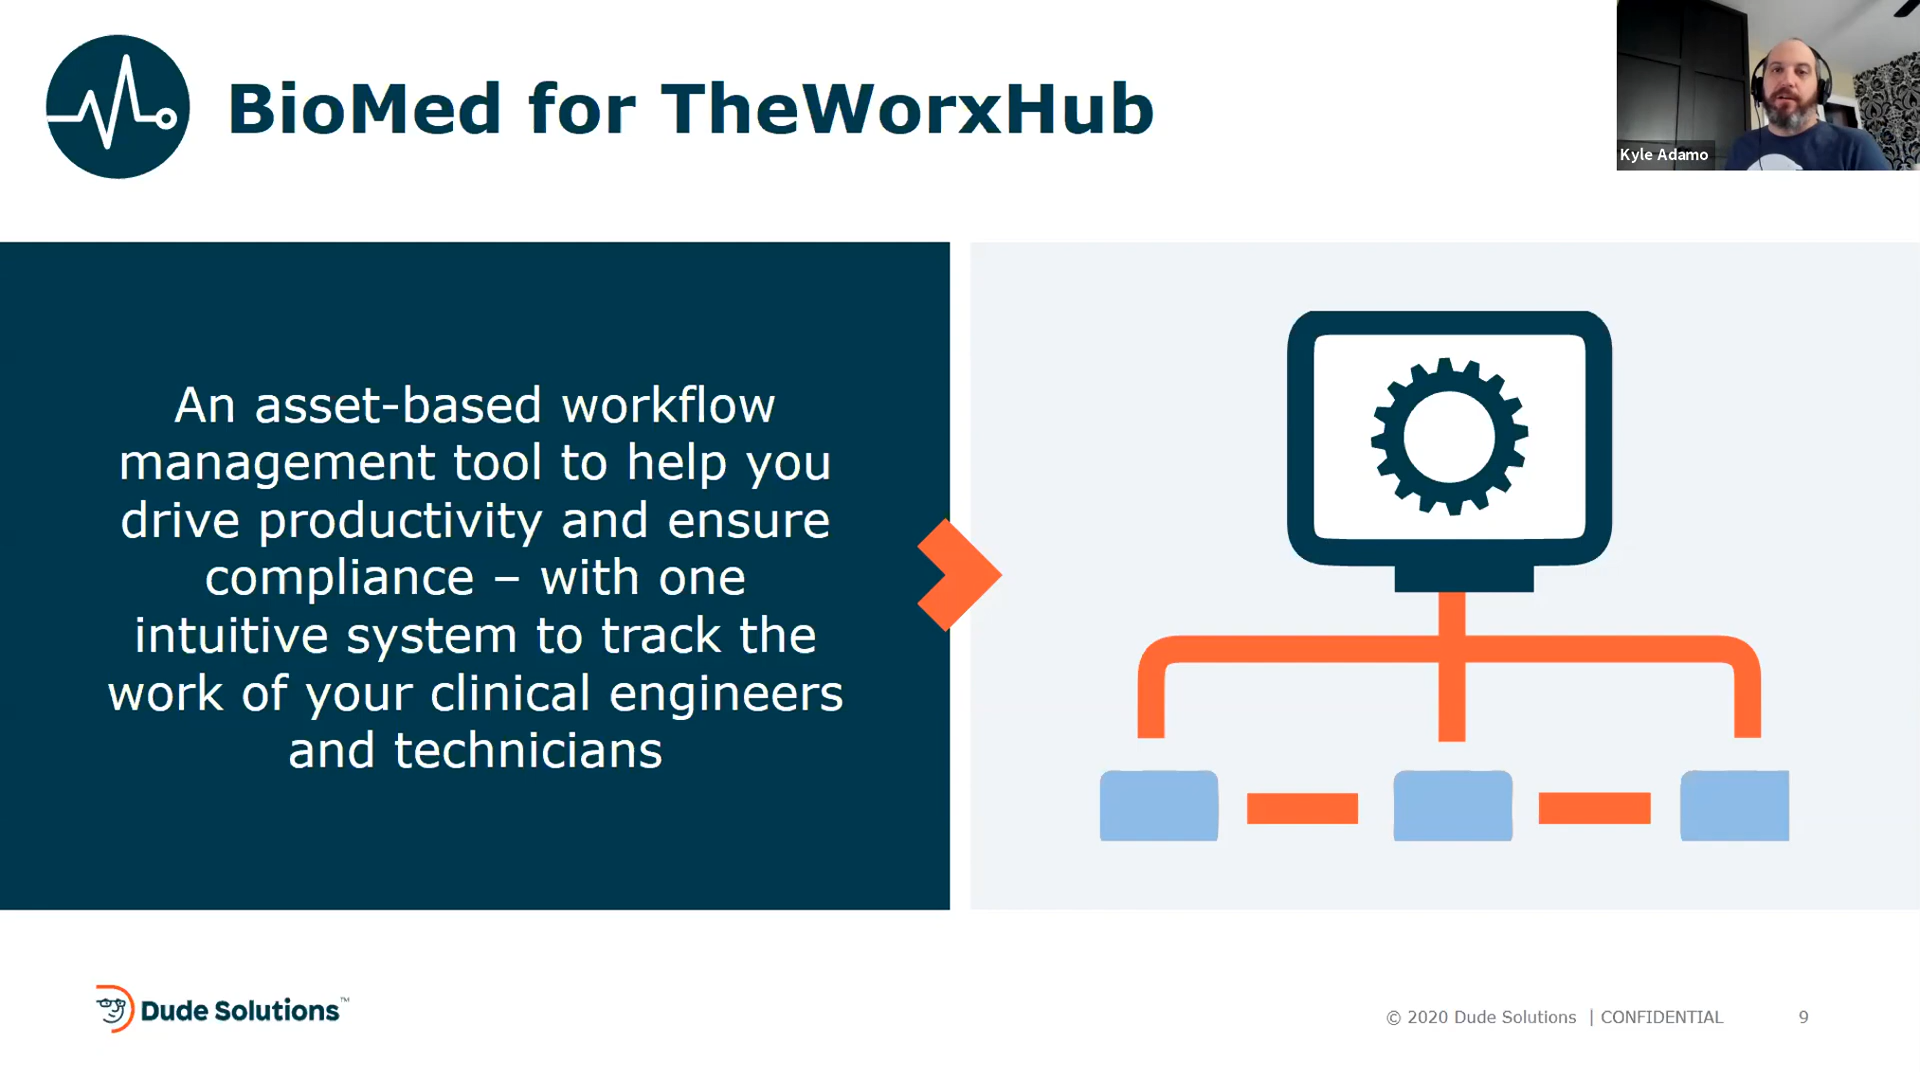 BioMed for TheWorxHub
Kyle Adamo
An asset-based workflow
management tool to help you
drive productivity and ensure
compliance – with one
intuitive system to track the
work of your clinical engineers
and technicians
Dude Solutions™
© 2020 Dude Solutions | CONFIDENTIAL 9